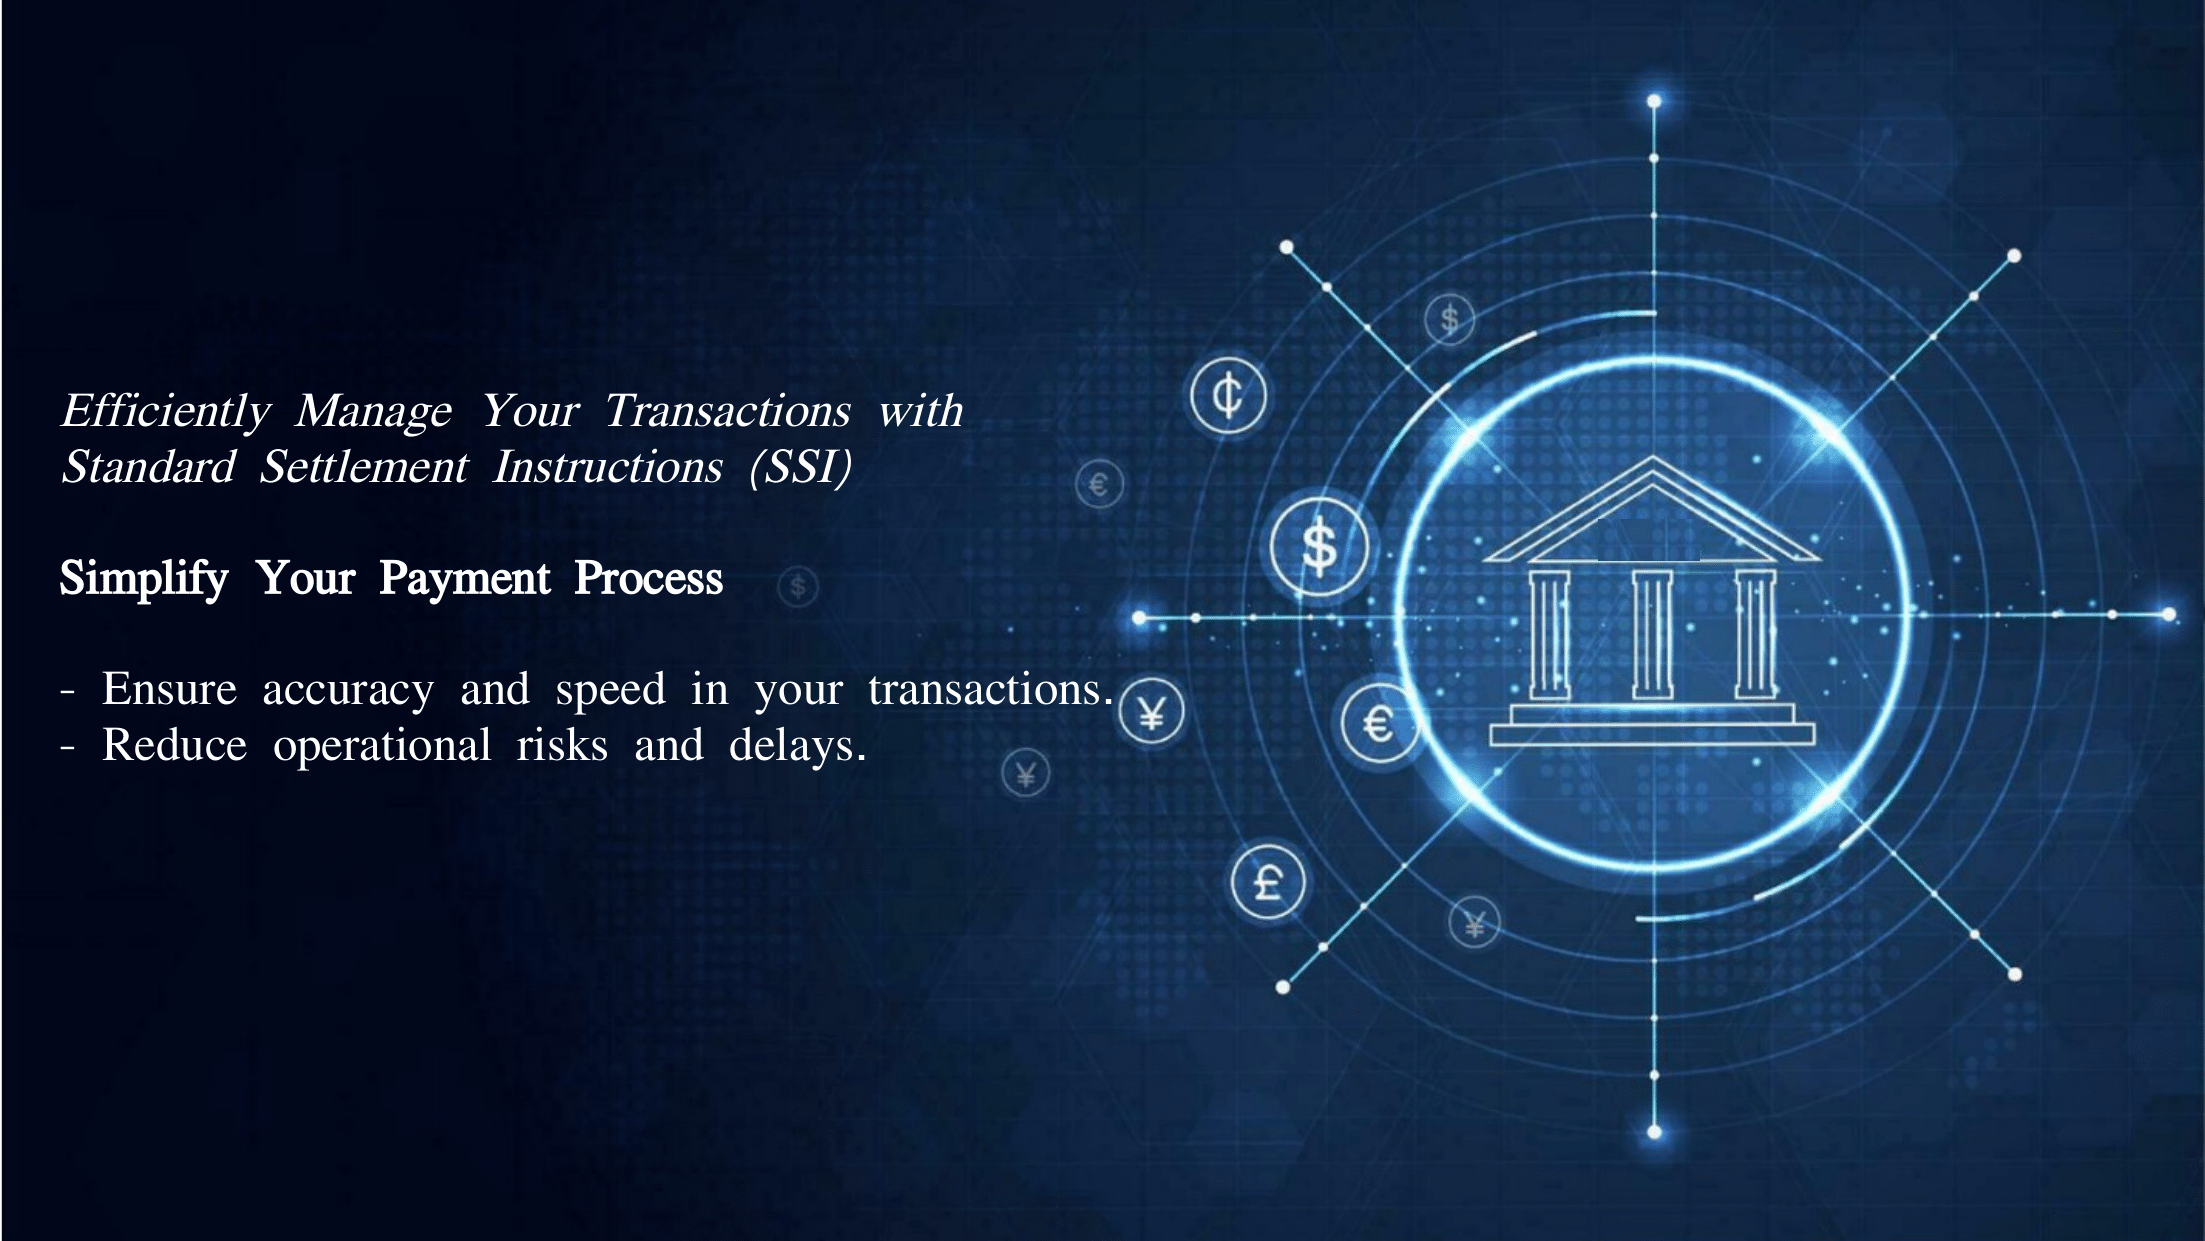 Efficiently Manage Your Transactions with
Standard Settlement Instructions (SSI)
Simplify Your Payment Process
- Ensure accuracy and speed in your transactions.
- Reduce operational risks and delays.
$
₵
€
$
$
¥
€
¥
£
¥